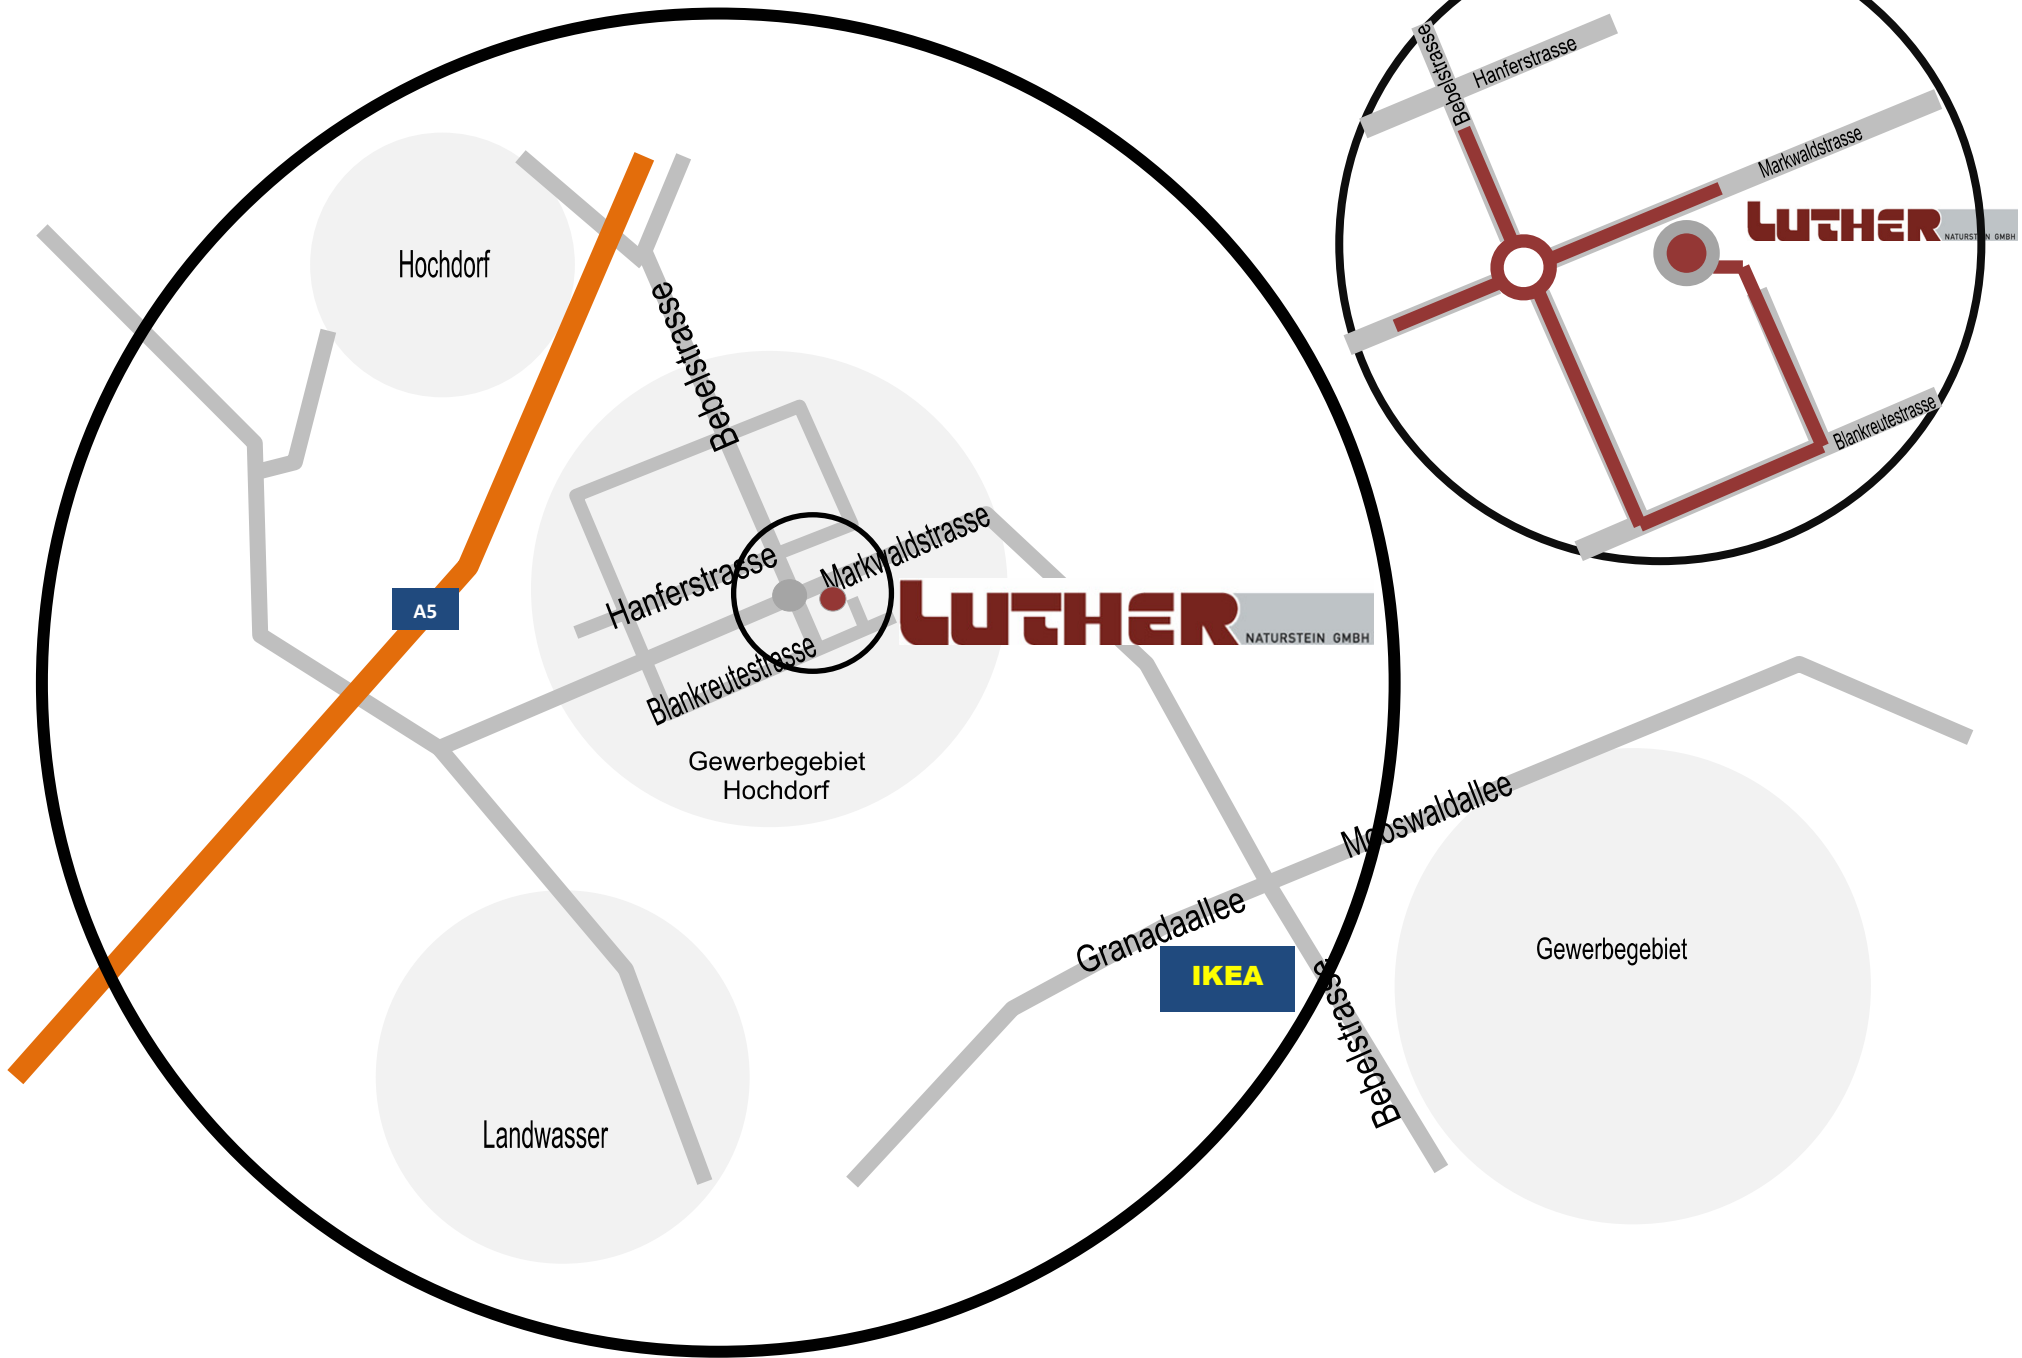 Bebelstrasse
Hanferstrasse
Markwaldstrasse
LUTHER
NATURSTEIN GMBH
Blankreutestrasse
Hochdorf
Bebelstrasse
Markwaldstrasse
Hanferstrasse
A5
LUTHER
NATURSTEIN GMBH
Blankreutestrasse
Gewerbegebiet
Hochdorf
Mooswaldallee
Granadaallee
Gewerbegebiet
IKEA
Bebelstrasse
Landwasser